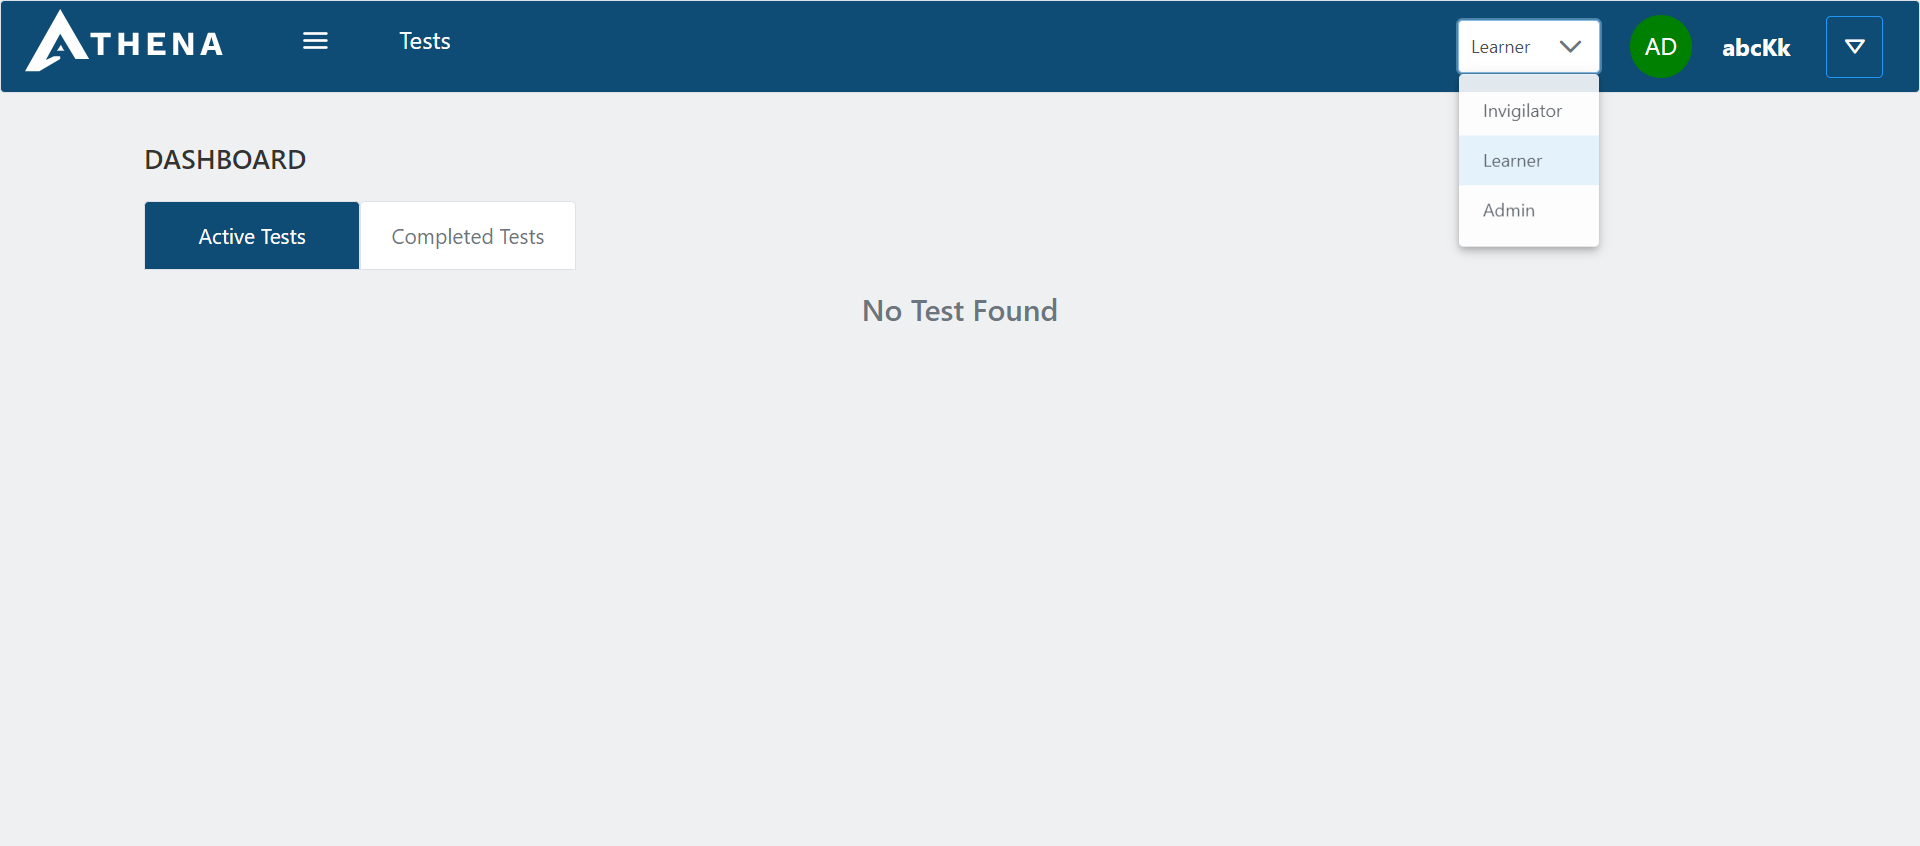 ATHENA
Tests
Learner
AD
abcKk
Invigilator
Learner
Admin
DASHBOARD
Active Tests
Completed Tests
No Test Found